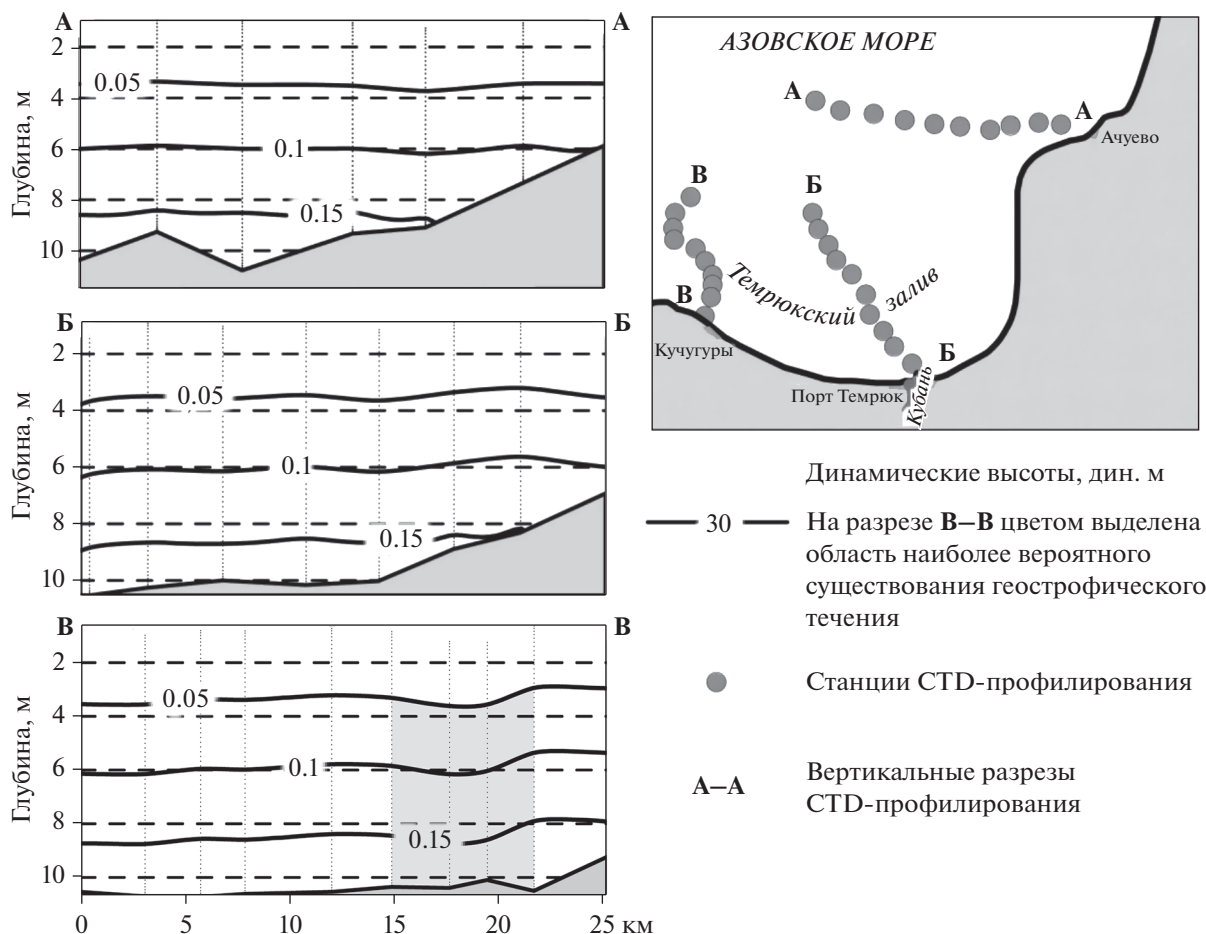 А А
Глубина, м
2
4
6
8
10
0.05
0.1
0.15
Б Б
Глубина, м
2
4
6
8
10
0.05
0.1
0.15
В В
Глубина, м
2
4
6
8
10
0.05
0.1
0.15
0 5 10 15 20 25 км
АЗОВСКОЕ МОРЕ
А
А
Ачуево
В
Б
Темрюкский залив
В
Кучугуры
Б
Порт Темрюк
Кубань
Динамические высоты, дин. м
30
На разрезе В–В цветом выделена
область наиболее вероятного
существования геострофического
течения
Станции CTD-профилирования
А–А
Вертикальные разрезы
CTD-профилирования